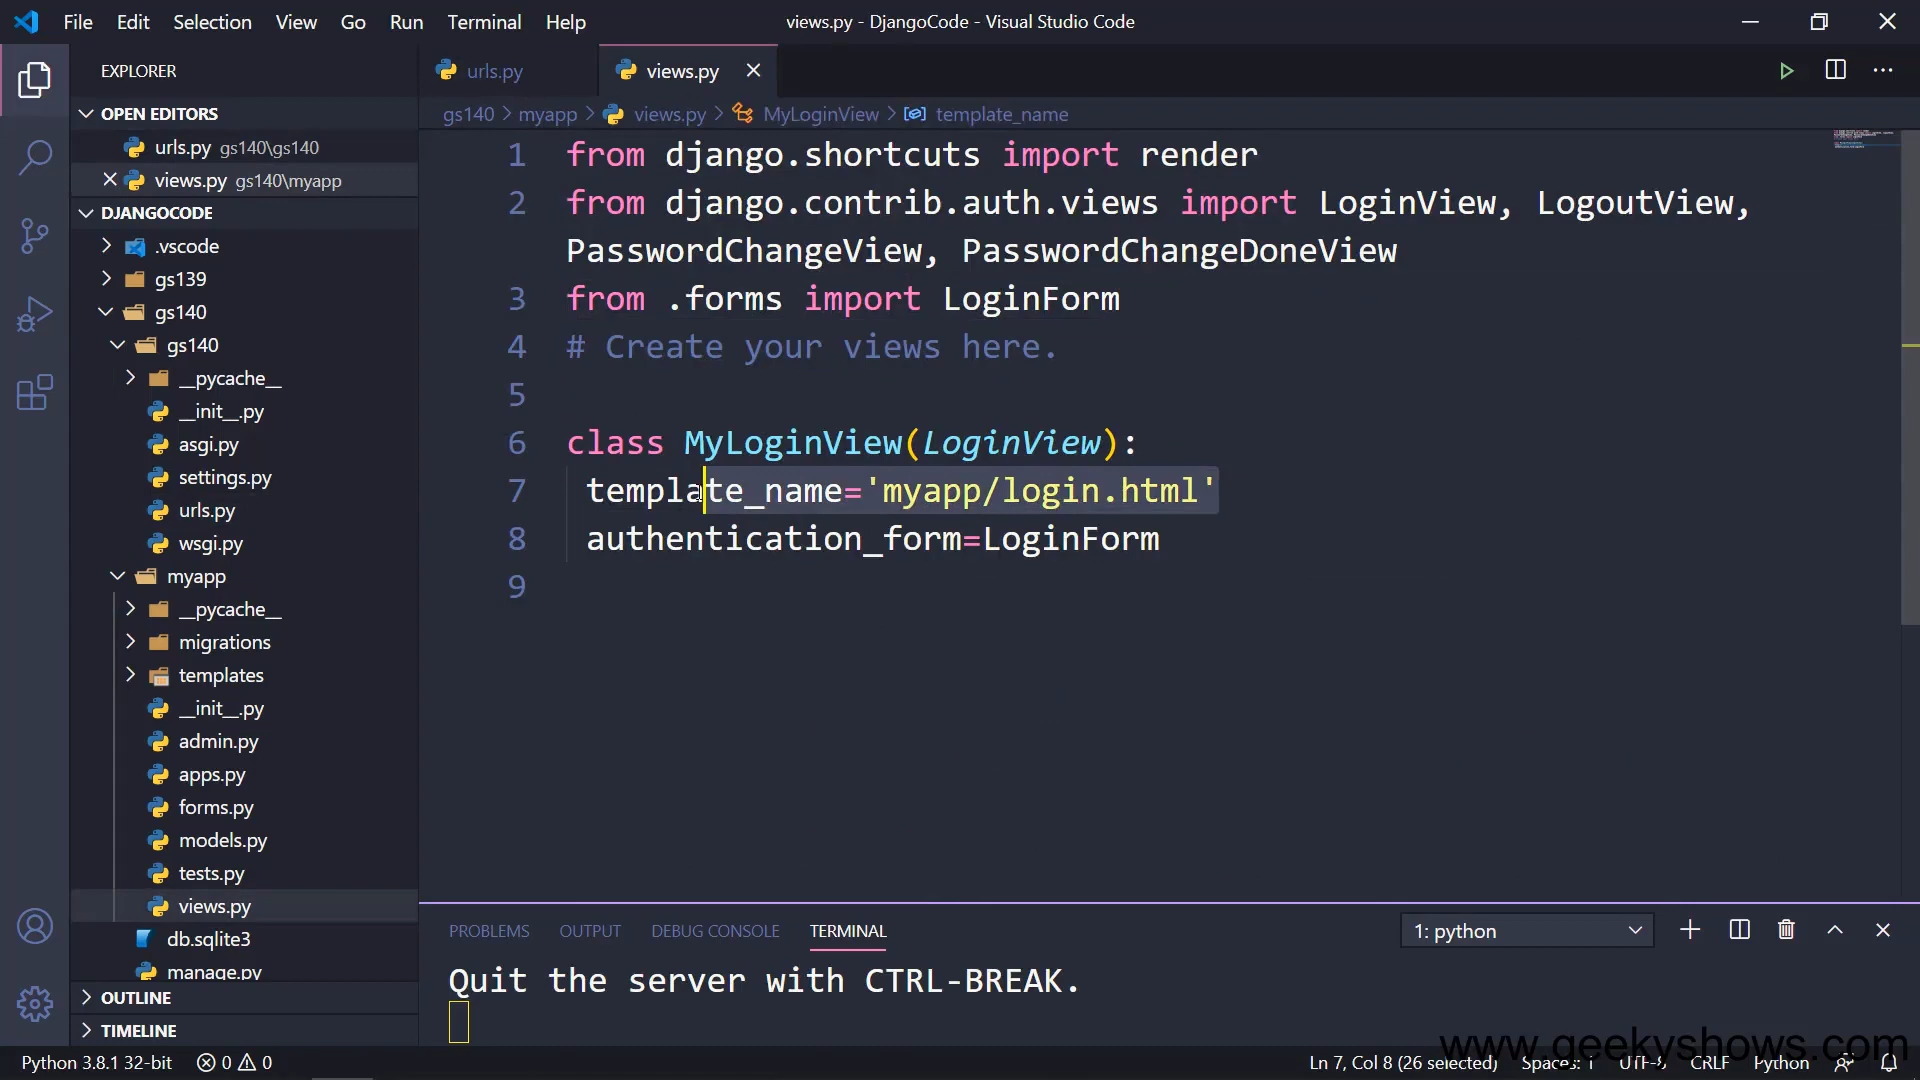 File Edit Selection View Go Run Terminal Help
views.py - DjangoCode - Visual Studio Code
EXPLORER
OPEN EDITORS
urls.py gs140\gs140
views.py gs140\myapp
DJANGOCODE
.vscode
gs139
gs140
gs140
__pycache__
__init__.py
asgi.py
settings.py
urls.py
wsgi.py
myapp
__pycache__
migrations
templates
__init__.py
admin.py
apps.py
forms.py
models.py
tests.py
views.py
db.sqlite3
manage.py
OUTLINE
TIMELINE
urls.py
views.py
gs140 > myapp > views.py > MyLoginView > template_name
1 from django.shortcuts import render
2 from django.contrib.auth.views import LoginView, LogoutView,
PasswordChangeView, PasswordChangeDoneView
3 from .forms import LoginForm
4 # Create your views here.
5
6 class MyLoginView(LoginView):
7 template_name='myapp/login.html'
8 authentication_form=LoginForm
9
PROBLEMS OUTPUT DEBUG CONSOLE TERMINAL
1: python
Quit the server with CTRL-BREAK.
www.geekyshows.com
Python 3.8.1 32-bit 0 0
Ln 7, Col 8 (26 selected) Spaces: 1 UTF-8 CRLF Python